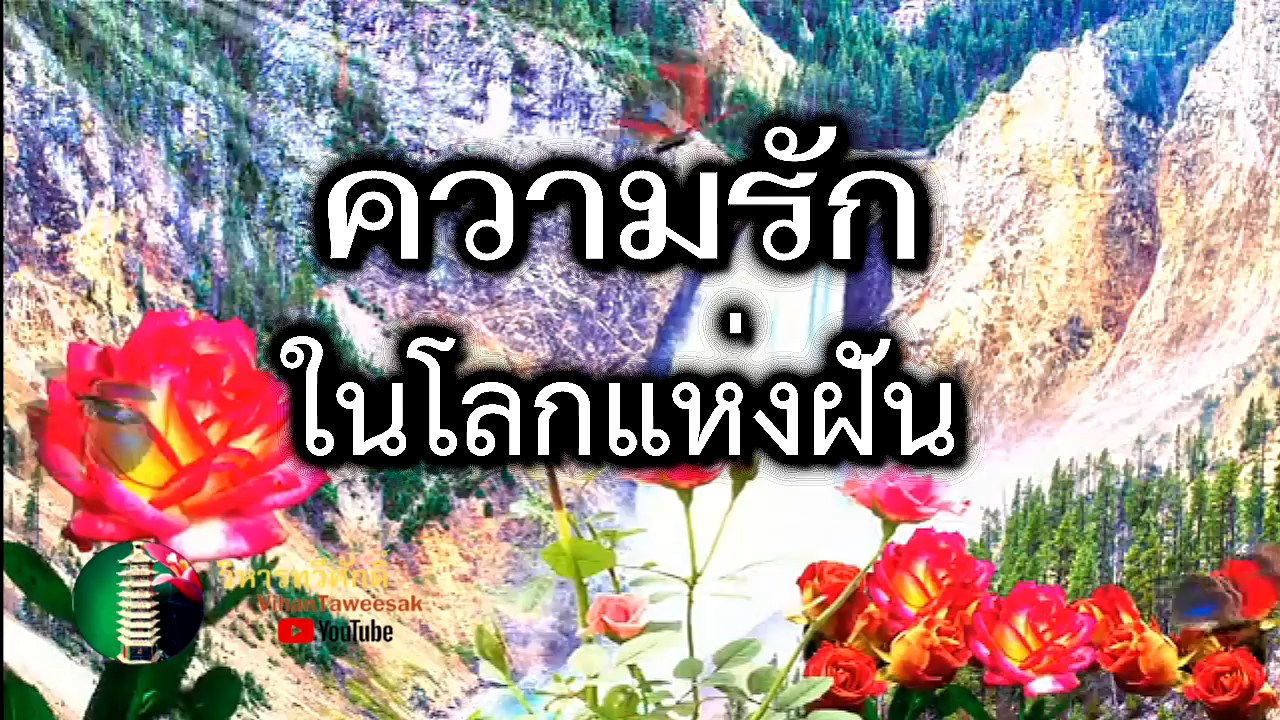 ความรัก
ในโลกแห่งฝัน
วิหารทวีศักดิ์
VihanTaweesak
YouTube